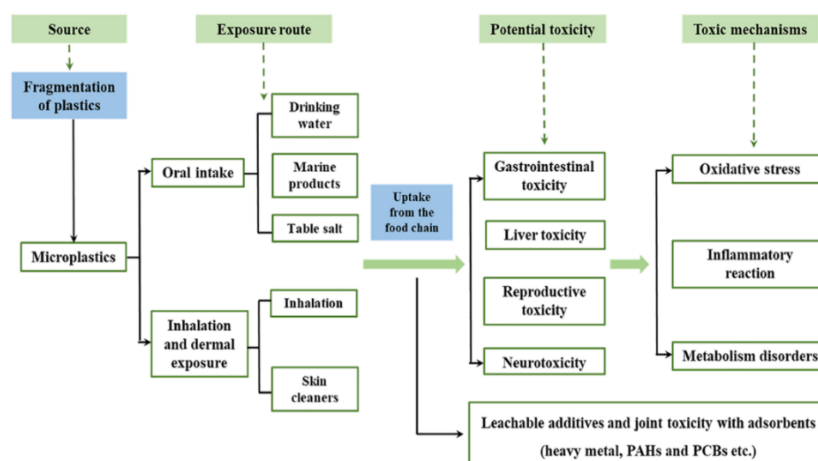 Source
Exposure route
Potential toxicity
Toxic mechanisms
Fragmentation
of plastics
Drinking
water
Oral intake
Marine
products
Table salt
Microplastics
Inhalation
and dermal
exposure
Inhalation
Skin
cleaners
Uptake
from the
food chain
Gastrointestinal
toxicity
Liver toxicity
Reproductive
toxicity
Neurotoxicity
Oxidative stress
Inflammatory
reaction
Metabolism disorders
Leachable additives and joint toxicity with adsorbents
(heavy metal, PAHs and PCBs etc.)